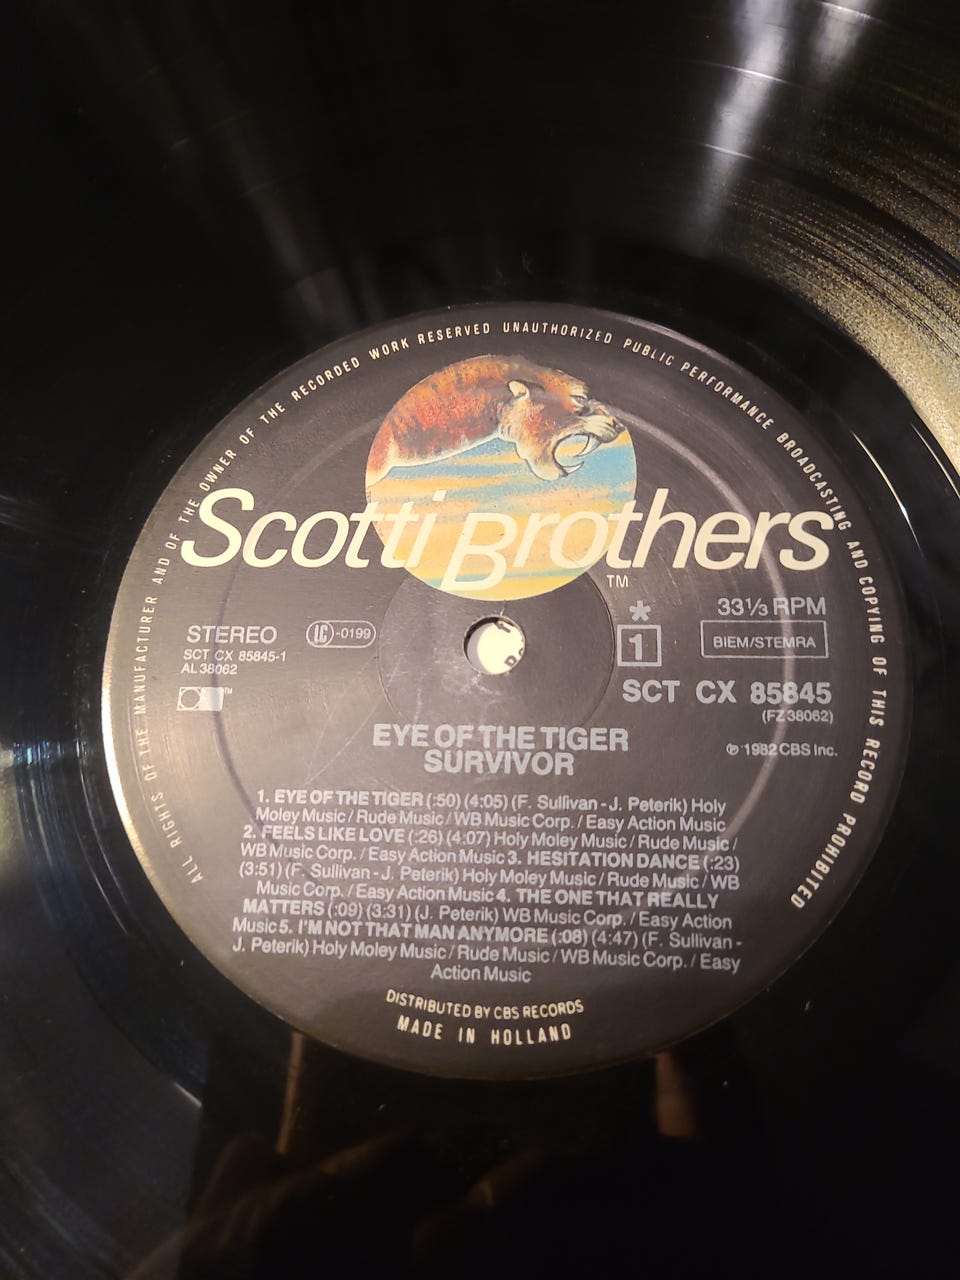 ALL RIGHTS OF THE MANUFACTURER AND OF THE OWNER OF THE RECORDED WORK RESERVED UNAUTHORIZED PUBLIC PERFORMANCE BROADCASTING AND COPYING OF THIS RECORD PROHIBITED
Scotti Brothers
TM
STEREO
LC-0199
SCT CX 85845-1
AL 38062
TM
*
1
33⅓ RPM
BIEM/STEMRA
SCT CX 85845
(FZ 38062)
℗ 1982 CBS Inc.
EYE OF THE TIGER
SURVIVOR
1. EYE OF THE TIGER (:50) (4:05) (F. Sullivan - J. Peterik) Holy
Moley Music / Rude Music / WB Music Corp. / Easy Action Music
2. FEELS LIKE LOVE (:26) (4:07) Holy Moley Music / Rude Music /
WB Music Corp. / Easy Action Music 3. HESITATION DANCE (:23)
(3:51) (F. Sullivan - J. Peterik) Holy Moley Music / Rude Music / WB
Music Corp. / Easy Action Music 4. THE ONE THAT REALLY
MATTERS (:09) (3:31) (J. Peterik) WB Music Corp. / Easy Action
Music 5. I'M NOT THAT MAN ANYMORE (:08) (4:47) (F. Sullivan -
J. Peterik) Holy Moley Music / Rude Music / WB Music Corp. / Easy
Action Music
DISTRIBUTED BY CBS RECORDS
MADE IN HOLLAND